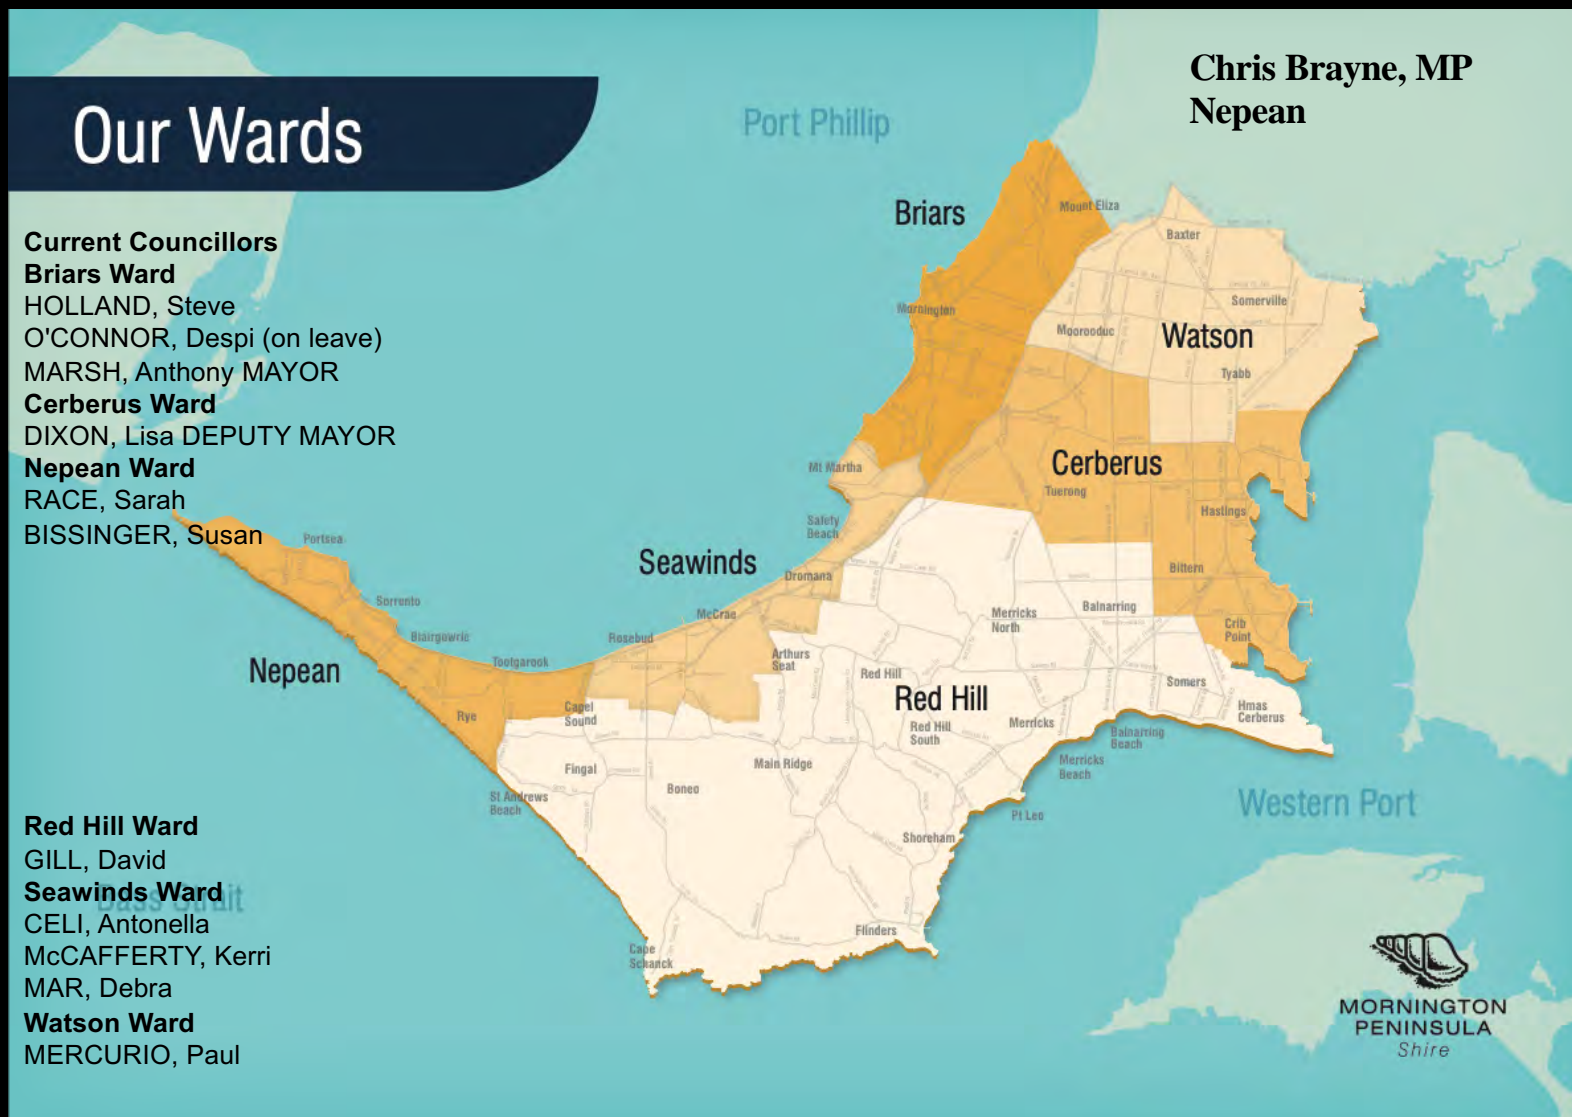 Our Wards
Chris Brayne, MP
Nepean
Port Phillip
Current Councillors
Briars Ward
HOLLAND, Steve
O'CONNOR, Despi (on leave)
MARSH, Anthony MAYOR
Cerberus Ward
DIXON, Lisa DEPUTY MAYOR
Nepean Ward
RACE, Sarah
BISSINGER, Susan
Red Hill Ward
GILL, David
Seawinds Ward
Bass Strait
CELI, Antonella
McCAFFERTY, Kerri
MAR, Debra
Watson Ward
MERCURIO, Paul
Briars
Mount Eliza
Baxter
Mornington
Somerville
Moorooduc
Watson
Tyabb
Mt Martha
Cerberus
Tuerong
Hastings
Safety
Beach
Seawinds
Dromana
Bittern
Portsea
Sorrento
Blairgowrie
Tootgarook
Rosebud
McCrae
Merricks
North
Balnarring
Crib
Point
Nepean
Arthurs
Seat
Red Hill
Red Hill
Somers
Rye
Capel
Sound
Red Hill
South
Merricks
Hmas
Cerberus
Balnarring
Beach
Fingal
Main Ridge
Merricks
Beach
Boneo
St Andrews
Beach
Pt Leo
Western Port
Shoreham
Flinders
Cape
Schanck
MORNINGTON
PENINSULA
Shire